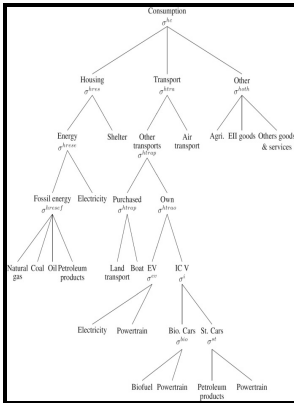 Consumption
σ^hc
Housing Transport Other
σ^hres σ^htra σ^hoth
Energy Shelter Other transports Air transport Agri. EII goods Others goods & services
σ^hrese σ^htrap
Fossil energy Electricity Purchased Own
σ^hresef σ^htrap σ^htrao
Natural gas Coal Oil Petroleum products Land transport Boat EV IC V
σ^ev σ^i
Electricity Powertrain Bio. Cars St. Cars
σ^bio σ^st
Biofuel Powertrain Petroleum products Powertrain